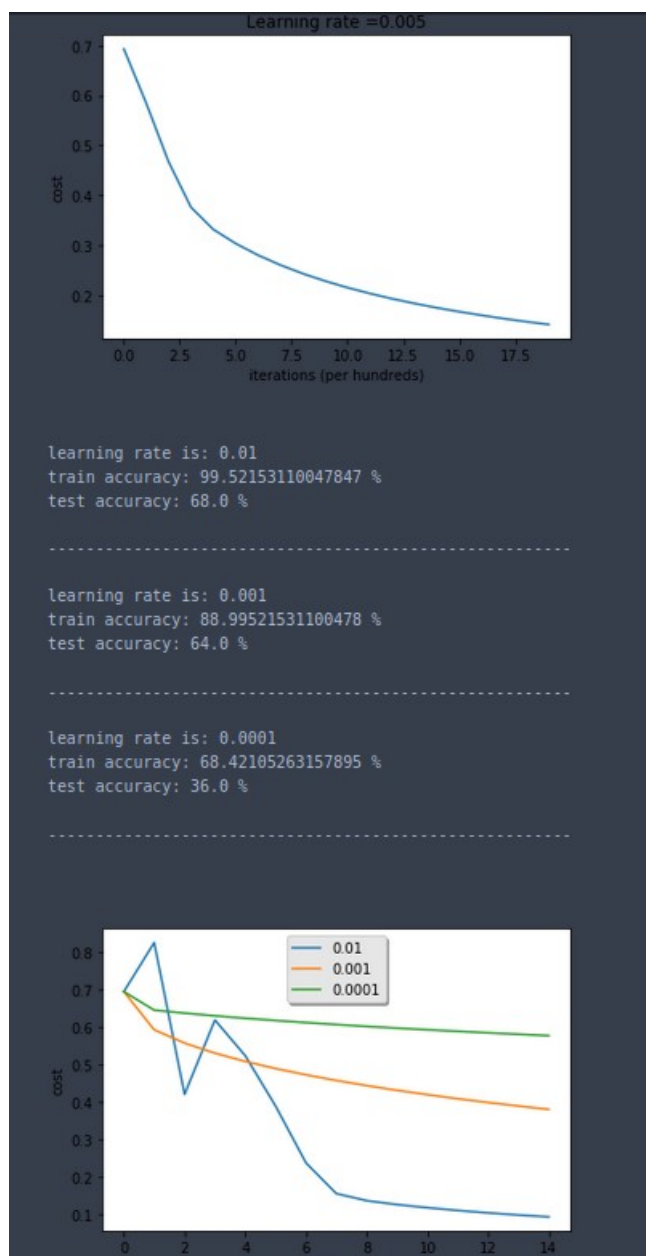 Learning rate =0.005
0.7
0.6
0.5
0.4
0.3
0.2
cost
0.0 2.5 5.0 7.5 10.0 12.5 15.0 17.5
iterations (per hundreds)
learning rate is: 0.01
train accuracy: 99.52153110047847 %
test accuracy: 68.0 %
-------------------------------------------------------
learning rate is: 0.001
train accuracy: 88.99521531100478 %
test accuracy: 64.0 %
-------------------------------------------------------
learning rate is: 0.0001
train accuracy: 68.42105263157895 %
test accuracy: 36.0 %
-------------------------------------------------------
0.01
0.001
0.0001
0.8
0.7
0.6
0.5
0.4
0.3
0.2
0.1
cost
0 2 4 6 8 10 12 14